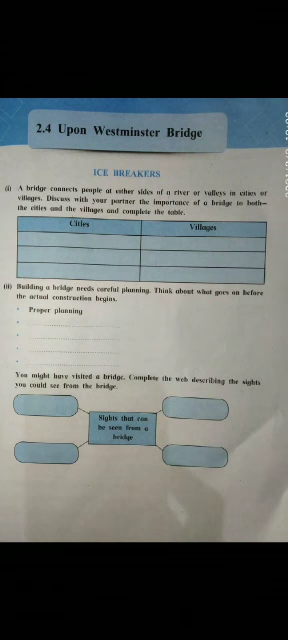 2.4 Upon Westminster Bridge
ICE BREAKERS
(i) A bridge connects people at either sides of a river or valleys in cities or
villages. Discuss with your partner the importance of a bridge to both–
the cities and the villages and complete the table.
Cities Villages
(ii) Building a bridge needs careful planning. Think about what goes on before
the actual construction begins.
• Proper planning
•
•
•
•
You might have visited a bridge. Complete the web describing the sights
you could see from the bridge.
Sights that can
be seen from a
bridge